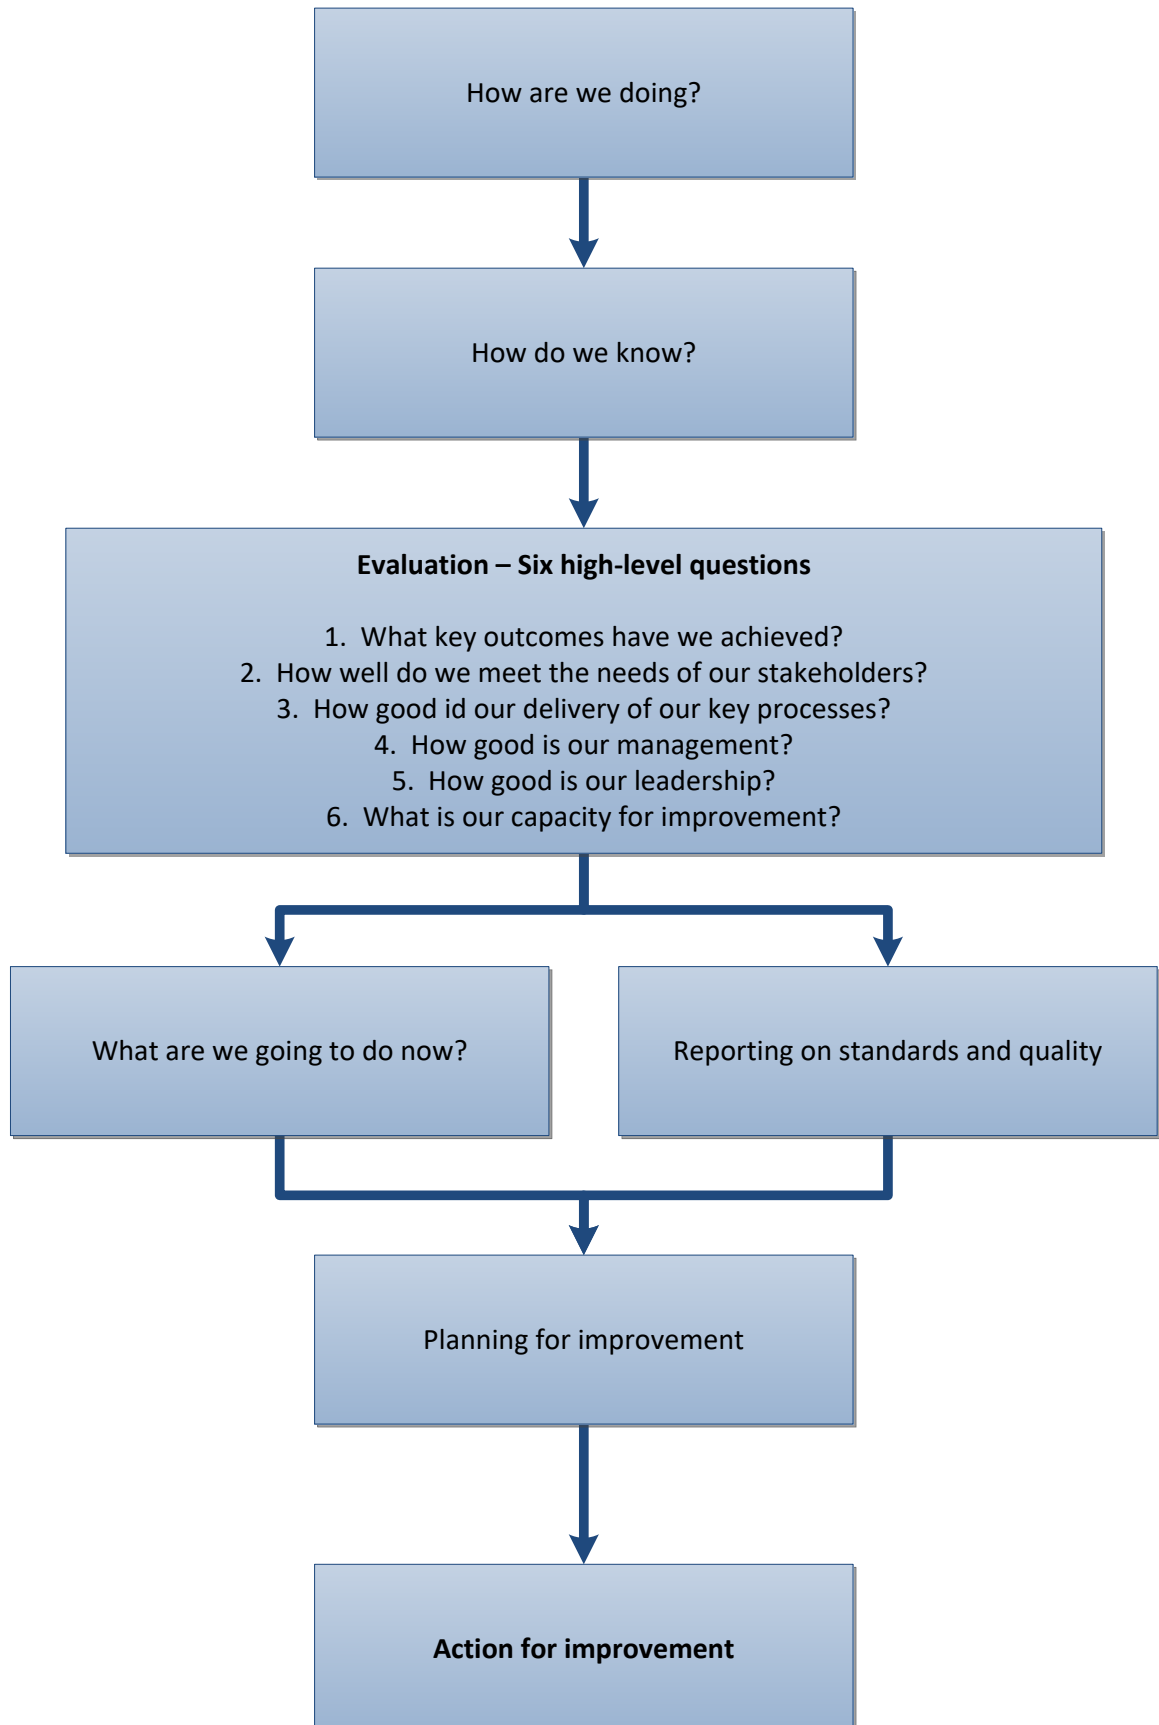 How are we doing?
How do we know?
Evaluation – Six high-level questions
1. What key outcomes have we achieved?
2. How well do we meet the needs of our stakeholders?
3. How good id our delivery of our key processes?
4. How good is our management?
5. How good is our leadership?
6. What is our capacity for improvement?
What are we going to do now?
Reporting on standards and quality
Planning for improvement
Action for improvement